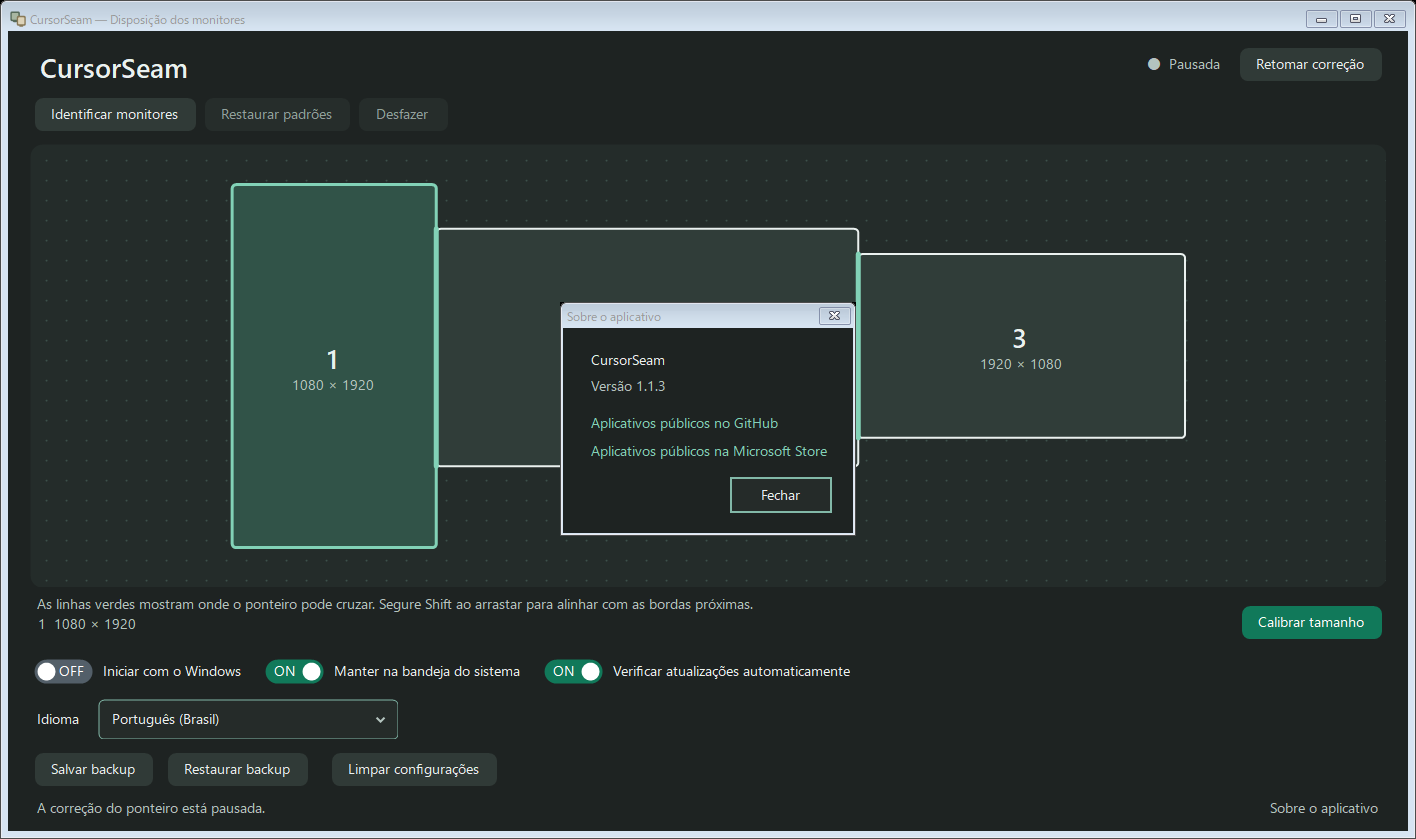 CursorSeam — Disposição dos monitores
CursorSeam
Pausada
Retomar correção
Identificar monitores
Restaurar padrões
Desfazer
1
1080 × 1920
3
1920 × 1080
Sobre o aplicativo
CursorSeam
Versão 1.1.3
Aplicativos públicos no GitHub
Aplicativos públicos na Microsoft Store
Fechar
As linhas verdes mostram onde o ponteiro pode cruzar. Segure Shift ao arrastar para alinhar com as bordas próximas.
1 1080 × 1920
Calibrar tamanho
OFF Iniciar com o Windows
ON Manter na bandeja do sistema
ON Verificar atualizações automaticamente
Idioma
Português (Brasil)
Salvar backup
Restaurar backup
Limpar configurações
A correção do ponteiro está pausada.
Sobre o aplicativo